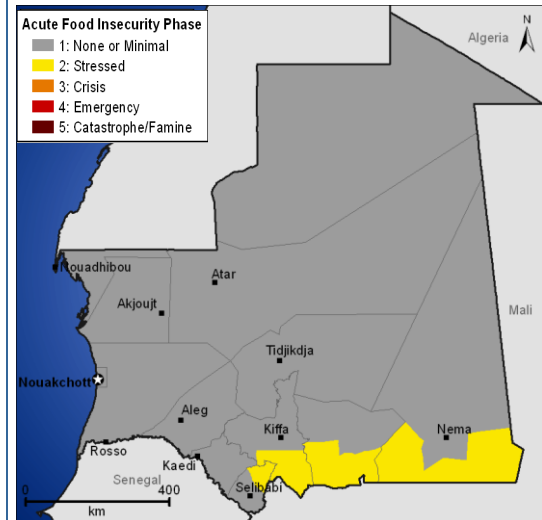 Acute Food Insecurity Phase
1: None or Minimal
2: Stressed
3: Crisis
4: Emergency
5: Catastrophe/Famine
N
Algeria
Nouadhibou
Atar
Akjoujt
Mali
Tidjikdja
Nouakchott
Aleg
Kiffa
Nema
Rosso
Kaedi
Senegal
Selibabi
0 400
km